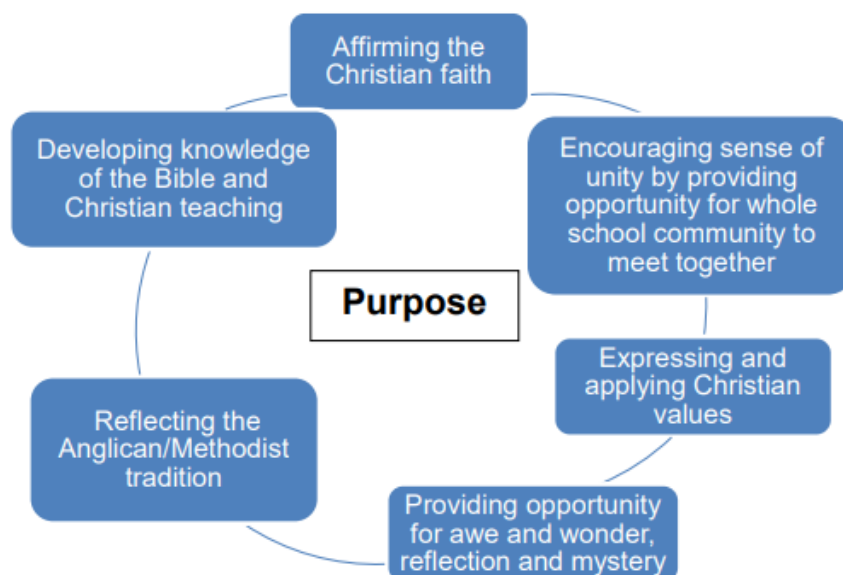 Affirming the
Christian faith
Encouraging sense of
unity by providing
opportunity for whole
school community to
meet together
Expressing and
applying Christian
values
Providing opportunity
for awe and wonder,
reflection and mystery
Reflecting the
Anglican/Methodist
tradition
Developing knowledge
of the Bible and
Christian teaching
Purpose